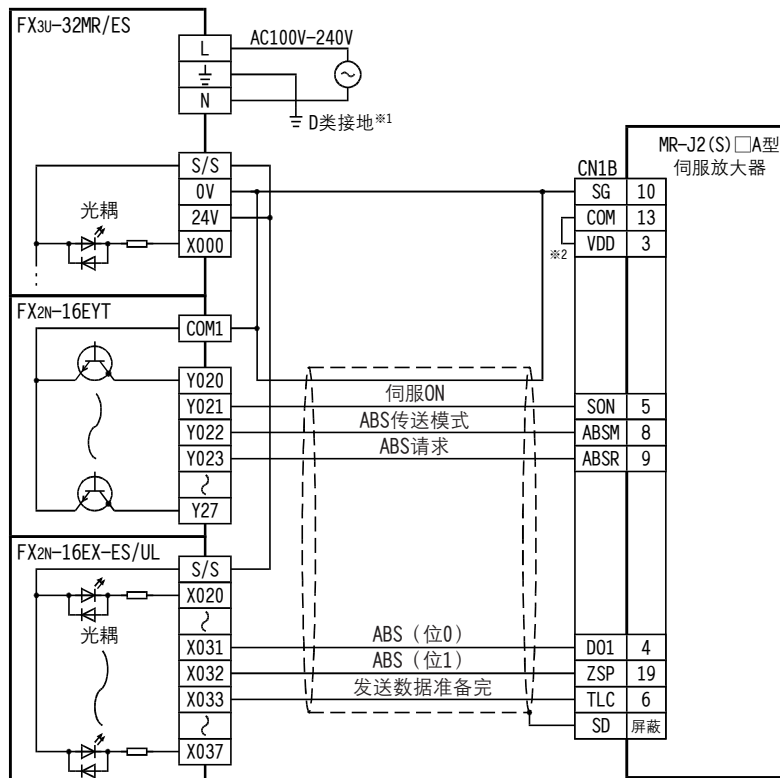 FX3U-32MR/ES
L
AC100V-240V
N
D类接地※1
S/S
0V
24V
X000
光耦
MR-J2(S)□A型
伺服放大器
CN1B
SG 10
COM 13
VDD 3
※2
FX2N-16EYT
COM1
Y020
Y021
Y022
Y023
Y27
伺服ON
ABS传送模式
ABS请求
SON 5
ABSM 8
ABSR 9
FX2N-16EX-ES/UL
S/S
X020
光耦
X031
X032
X033
X037
ABS（位0）
ABS（位1）
发送数据准备完
DO1 4
ZSP 19
TLC 6
SD 屏蔽